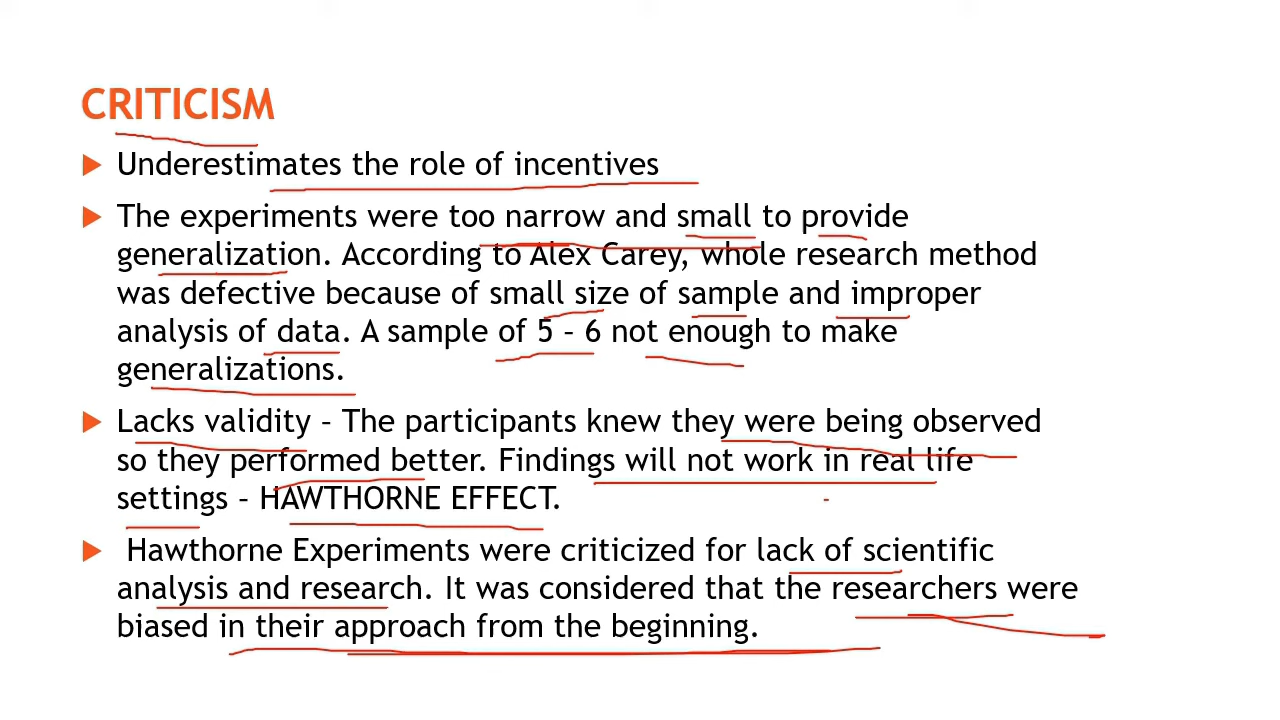 CRITICISM
Underestimates the role of incentives
The experiments were too narrow and small to provide
generalization. According to Alex Carey, whole research method
was defective because of small size of sample and improper
analysis of data. A sample of 5 – 6 not enough to make
generalizations.
Lacks validity – The participants knew they were being observed
so they performed better. Findings will not work in real life
settings – HAWTHORNE EFFECT.
Hawthorne Experiments were criticized for lack of scientific
analysis and research. It was considered that the researchers were
biased in their approach from the beginning.